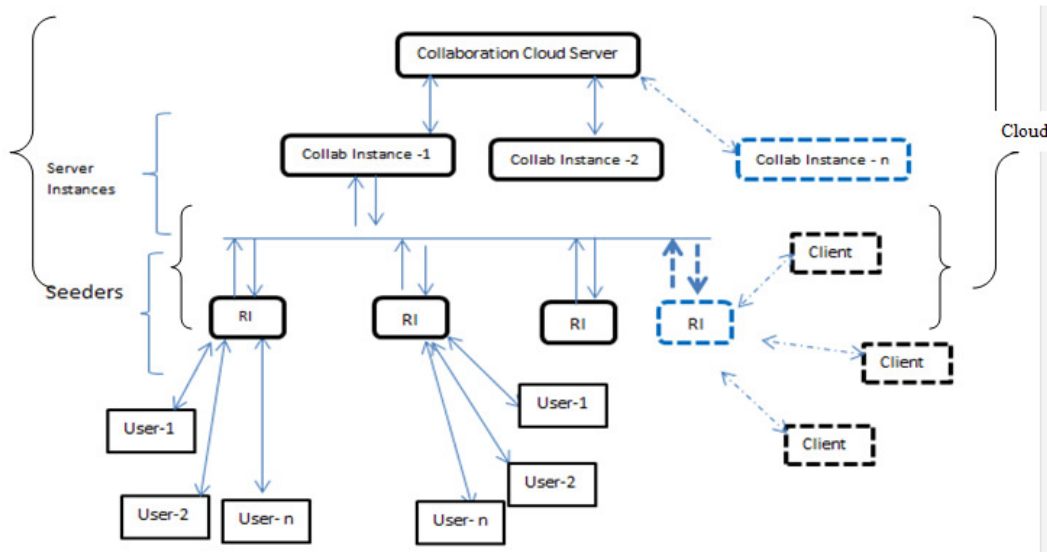 Collaboration Cloud Server
Cloud
Collab Instance -1
Collab Instance -2
Collab Instance - n
Server
Instances
Client
Seeders
RI
RI
RI
RI
Client
User-1
User-1
Client
User-2
User-2
User- n
User- n